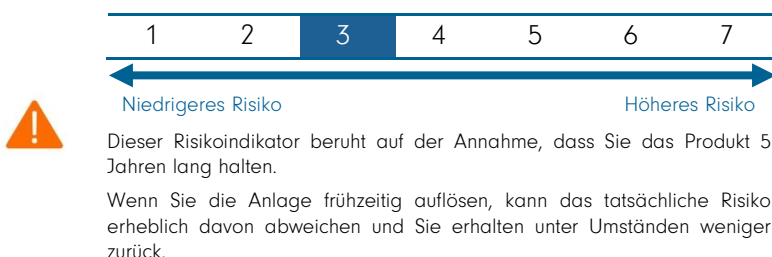 1 2 3 4 5 6 7
Niedrigeres Risiko Höheres Risiko
Dieser Risikoindikator beruht auf der Annahme, dass Sie das Produkt 5
Jahren lang halten.
Wenn Sie die Anlage frühzeitig auflösen, kann das tatsächliche Risiko
erheblich davon abweichen und Sie erhalten unter Umständen weniger
zurück.